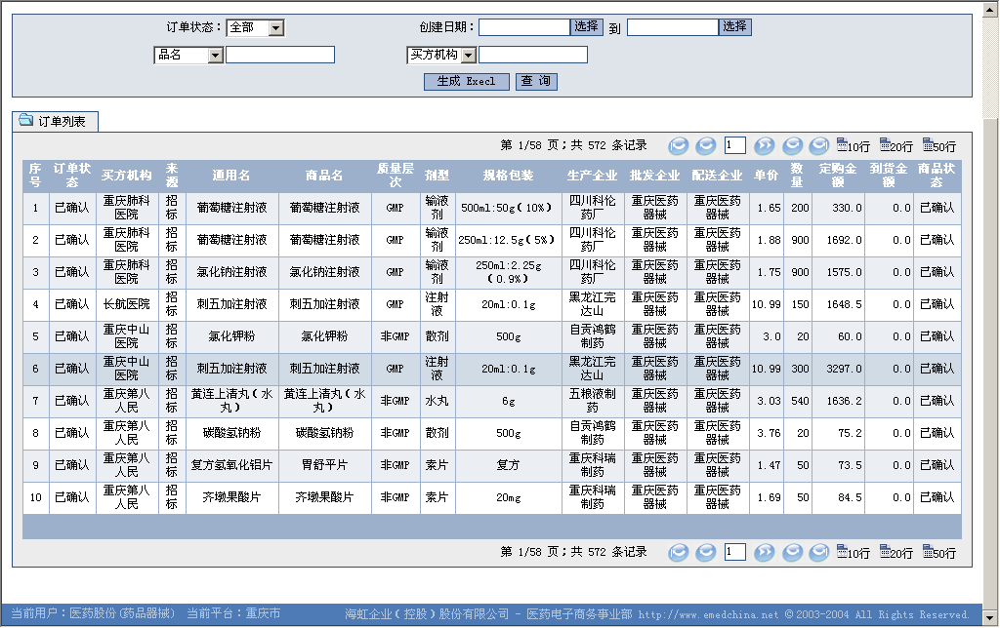 订单状态： 全部 创建日期： 选择 到 选择
品名 买方机构
生成 Execl 查 询
订单列表
第 1/58 页；共 572 条记录 1 10行 20行 50行
序号 订单状态 买方机构 来源 通用名 商品名 质量层次 剂型 规格包装 生产企业 批发企业 配送企业 单价 数量 定购金额 到货金额 商品状态
1 已确认 重庆肺科医院 招标 葡萄糖注射液 葡萄糖注射液 GMP 输液剂 500ml:50g(10%) 四川科伦药厂 重庆医药器械 重庆医药器械 1.65 200 330.0 0.0 已确认
2 已确认 重庆肺科医院 招标 葡萄糖注射液 葡萄糖注射液 GMP 输液剂 250ml:12.5g(5%) 四川科伦药厂 重庆医药器械 重庆医药器械 1.88 900 1692.0 0.0 已确认
3 已确认 重庆肺科医院 招标 氯化钠注射液 氯化钠注射液 GMP 输液剂 250ml:2.25g(0.9%) 四川科伦药厂 重庆医药器械 重庆医药器械 1.75 900 1575.0 0.0 已确认
4 已确认 长航医院 招标 刺五加注射液 刺五加注射液 GMP 注射液 20ml:0.1g 黑龙江完达山 重庆医药器械 重庆医药器械 10.99 150 1648.5 0.0 已确认
5 已确认 重庆中山医院 招标 氯化钾粉 氯化钾粉 非GMP 散剂 500g 自贡鸿鹤制药 重庆医药器械 重庆医药器械 3.0 20 60.0 0.0 已确认
6 已确认 重庆中山医院 招标 刺五加注射液 刺五加注射液 GMP 注射液 20ml:0.1g 黑龙江完达山 重庆医药器械 重庆医药器械 10.99 300 3297.0 0.0 已确认
7 已确认 重庆第八人民 招标 黄连上清丸(水丸) 黄连上清丸(水丸) 非GMP 水丸 6g 五粮液制药 重庆医药器械 重庆医药器械 3.03 540 1636.2 0.0 已确认
8 已确认 重庆第八人民 招标 碳酸氢钠粉 碳酸氢钠粉 非GMP 散剂 500g 自贡鸿鹤制药 重庆医药器械 重庆医药器械 3.76 20 75.2 0.0 已确认
9 已确认 重庆第八人民 招标 复方氢氧化铝片 胃舒平片 非GMP 素片 复方 重庆科瑞制药 重庆医药器械 重庆医药器械 1.47 50 73.5 0.0 已确认
10 已确认 重庆第八人民 招标 齐墩果酸片 齐墩果酸片 非GMP 素片 20mg 重庆科瑞制药 重庆医药器械 重庆医药器械 1.69 50 84.5 0.0 已确认
第 1/58 页；共 572 条记录 1 10行 20行 50行
当前用户：医药股份(药品器械) 当前平台：重庆市 海虹企业（控股）股份有限公司 - 医药电子商务事业部 http://www.emedchina.net ©2003-2004 All Rights Reserved.